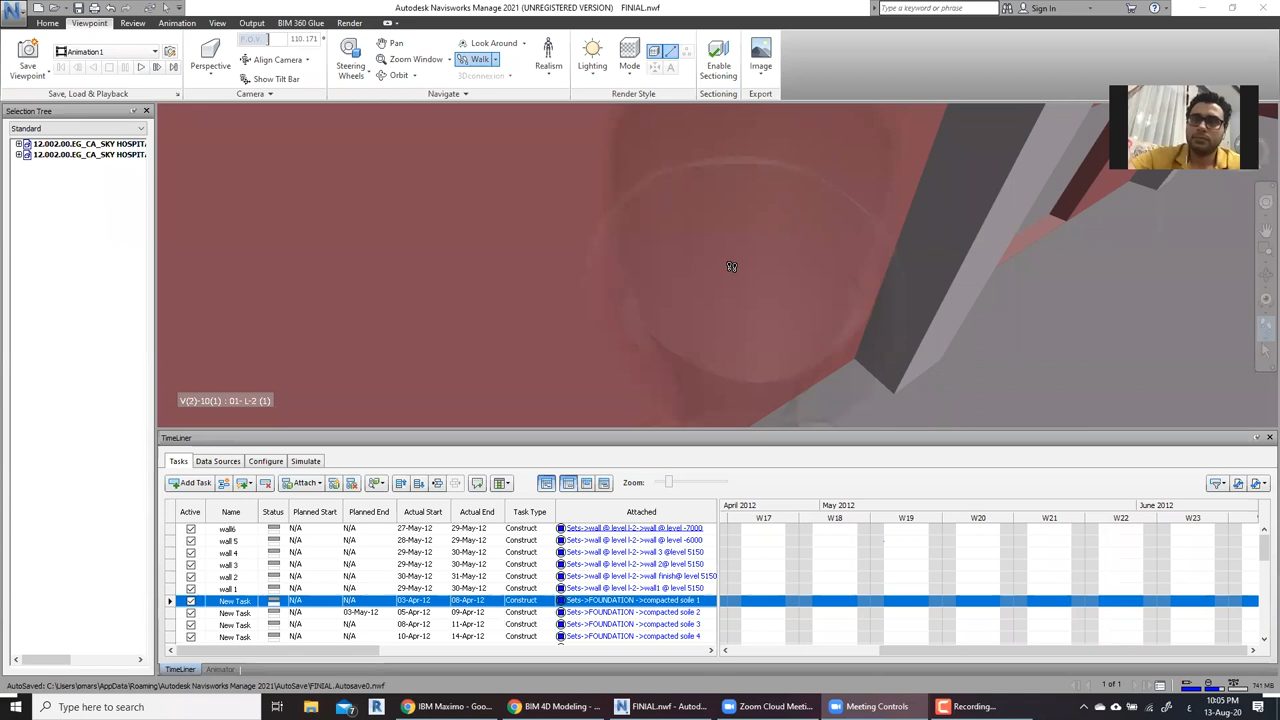 Autodesk Navisworks Manage 2021 (UNREGISTERED VERSION)    FINIAL.nwf
Type a keyword or phrase
Sign In
Home Viewpoint Review Animation View Output BIM 360 Glue Render
Save Viewpoint
Animation1
Save, Load & Playback
Perspective
F.O.V. 110.171°
Align Camera
Show Tilt Bar
Camera
Steering Wheels
Pan
Zoom Window
Orbit
Look Around
Walk
3Dconnexion
Navigate
Realism
Lighting
Mode
Render Style
Enable Sectioning
Sectioning
Image
Export
Selection Tree
Standard
12.002.00.EG_CA_SKY HOSPIT
12.002.00.EG_CA_SKY HOSPIT
V(2)-10(1) : 01- L-2 (1)
TimeLiner
Tasks Data Sources Configure Simulate
Add Task
Attach
Zoom:
Active Name Status Planned Start Planned End Actual Start Actual End Task Type Attached
April 2012 May 2012 June 2012
W17 W18 W19 W20 W21 W22 W23
wall6 N/A N/A 27-May-12 29-May-12 Construct Sets->wall @ level l-2->wall @ level -7000
wall 5 N/A N/A 28-May-12 29-May-12 Construct Sets->wall @ level l-2->wall @ level -6000
wall 4 N/A N/A 29-May-12 30-May-12 Construct Sets->wall @ level l-2->wall 3 @level 5150
wall 3 N/A N/A 29-May-12 30-May-12 Construct Sets->wall @ level l-2->wall 2@ level 5150
wall 2 N/A N/A 30-May-12 31-May-12 Construct Sets->wall @ level l-2->wall finish@ level 5150
wall 1 N/A N/A 29-May-12 30-May-12 Construct Sets->wall @ level l-2->wall1 @ level 5150
New Task N/A N/A 03-Apr-12 08-Apr-12 Construct Sets->FOUNDATION ->compacted soile 1
New Task N/A 03-May-12 05-Apr-12 09-Apr-12 Construct Sets->FOUNDATION ->compacted soile 2
New Task N/A N/A 08-Apr-12 11-Apr-12 Construct Sets->FOUNDATION ->compacted soile 3
New Task N/A N/A 10-Apr-12 14-Apr-12 Construct Sets->FOUNDATION ->compacted soile 4
TimeLiner Animator
AutoSaved: C:\Users\omars\AppData\Roaming\Autodesk Navisworks Manage 2021\AutoSave\FINIAL.Autosave0.nwf
1 of 1
741 MB
Type here to search
IBM Maximo - Goo...
BIM 4D Modeling - ...
FINIAL.nwf - Autod...
Zoom Cloud Meetin...
Meeting Controls
Recording...
10:05 PM
13-Aug-20